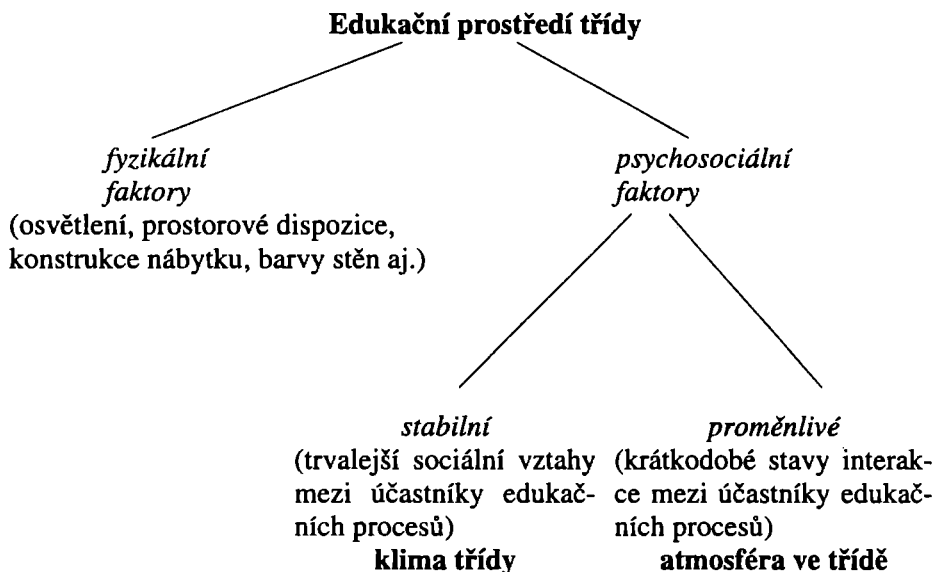 Edukační prostředí třídy
fyzikální
faktory
(osvětlení, prostorové dispozice,
konstrukce nábytku, barvy stěn aj.)
psychosociální
faktory
stabilní
(trvalejší sociální vztahy
mezi účastníky edukač-
ních procesů)
klima třídy
proměnlivé
(krátkodobé stavy interak-
ce mezi účastníky edukač-
ních procesů)
atmosféra ve třídě